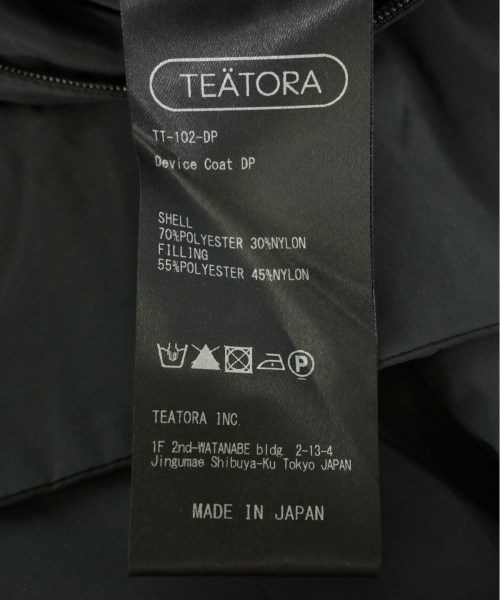 TEÄTORA
TT-102-DP
Device Coat DP
SHELL
70%POLYESTER 30%NYLON
FILLING
55%POLYESTER 45%NYLON
P
TEATORA INC.
1F 2nd-WATANABE bldg. 2-13-4
Jingumae Shibuya-Ku Tokyo JAPAN
MADE IN JAPAN